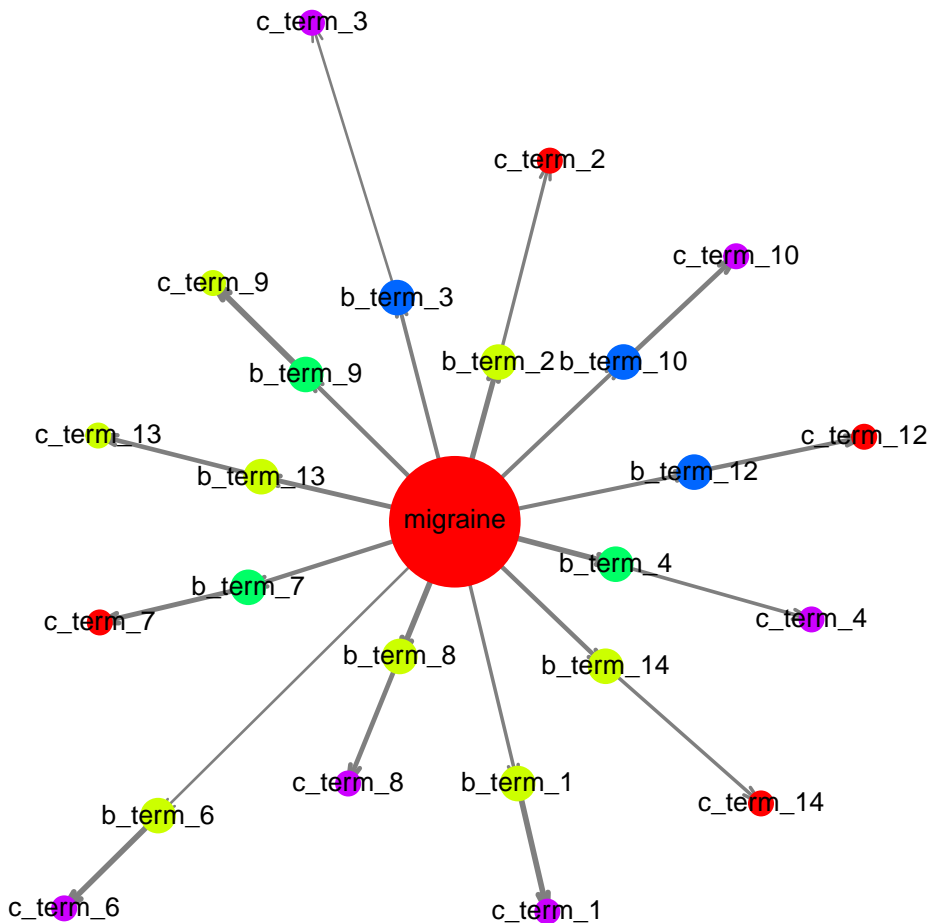 c_term_3
c_term_2
c_term_10
c_term_9
b_term_3
b_term_2
b_term_10
b_term_9
c_term_13
c_term_12
b_term_13
b_term_12
migraine
b_term_4
b_term_7
c_term_7
c_term_4
b_term_8
b_term_14
c_term_8
b_term_1
c_term_14
b_term_6
c_term_6
c_term_1